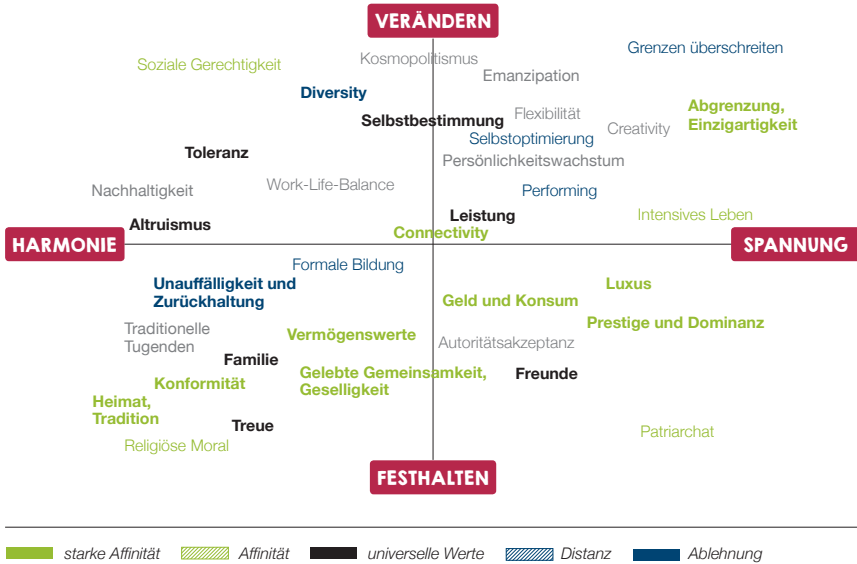 VERÄNDERN
Soziale Gerechtigkeit
Kosmopolitismus
Grenzen überschreiten
Emanzipation
Diversity
Selbstbestimmung
Flexibilität
Abgrenzung,
Einzigartigkeit
Creativity
Selbstoptimierung
Toleranz
Persönlichkeitswachstum
Nachhaltigkeit
Work-Life-Balance
Performing
Altruismus
Leistung
Intensives Leben
Connectivity
HARMONIE
SPANNUNG
Formale Bildung
Unauffälligkeit und
Zurückhaltung
Luxus
Geld und Konsum
Prestige und Dominanz
Traditionelle
Tugenden
Vermögenswerte
Autoritätsakzeptanz
Familie
Konformität
Gelebte Gemeinsamkeit,
Geselligkeit
Freunde
Heimat,
Tradition
Treue
Religiöse Moral
Patriarchat
FESTHALTEN
starke Affinität
Affinität
universelle Werte
Distanz
Ablehnung